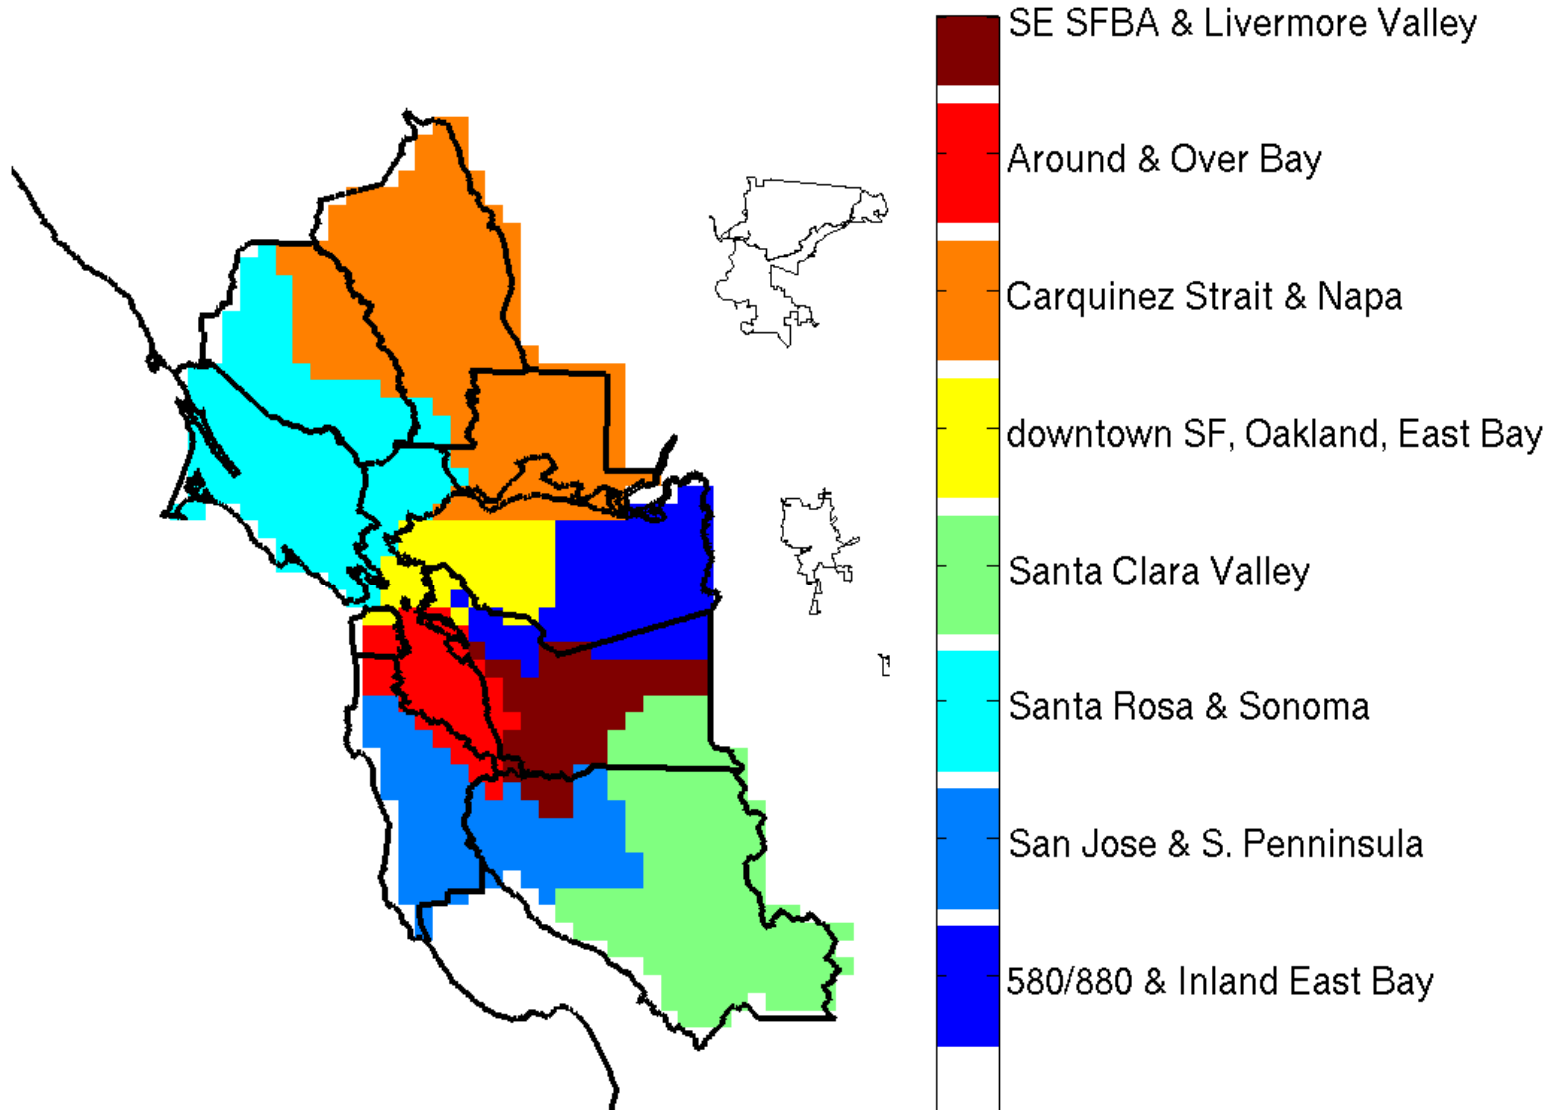 SE SFBA & Livermore Valley
Around & Over Bay
Carquinez Strait & Napa
downtown SF, Oakland, East Bay
Santa Clara Valley
Santa Rosa & Sonoma
San Jose & S. Penninsula
580/880 & Inland East Bay